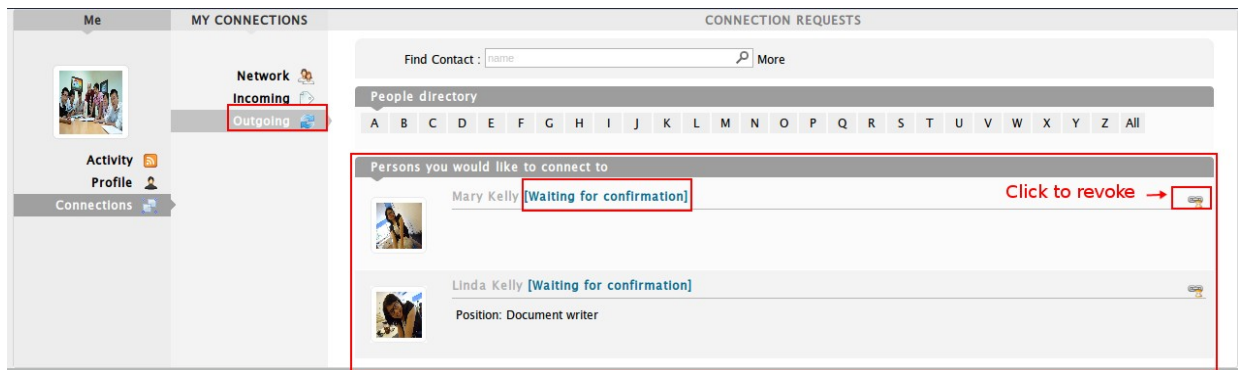 Me
MY CONNECTIONS
CONNECTION REQUESTS
Find Contact : name More
Network
Incoming
Outgoing
People directory
A B C D E F G H I J K L M N O P Q R S T U V W X Y Z All
Activity
Profile
Connections
Persons you would like to connect to
Mary Kelly [Waiting for confirmation]
Click to revoke →
Linda Kelly [Waiting for confirmation]
Position: Document writer